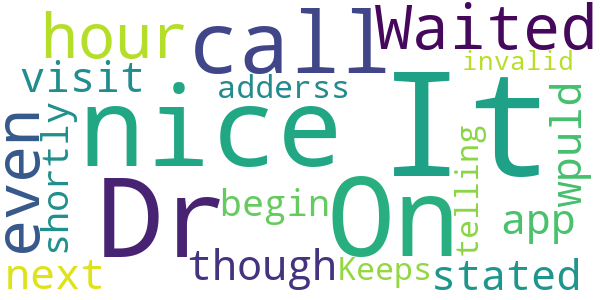 hour
call
Waited
visit
adderss
invalid
nice
It
even
shortly
wpuld
telling
Dr
On
begin
app
though
Keeps
next
stated